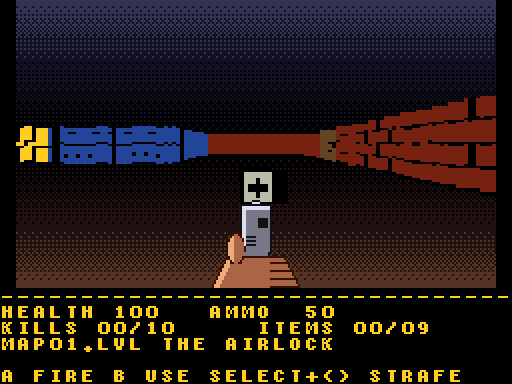 HEALTH 100 AMMO 50
KILLS 00/10 ITEMS 00/09
MAP01.LVL THE AIRLOCK
A FIRE B USE SELECT+<> STRAFE